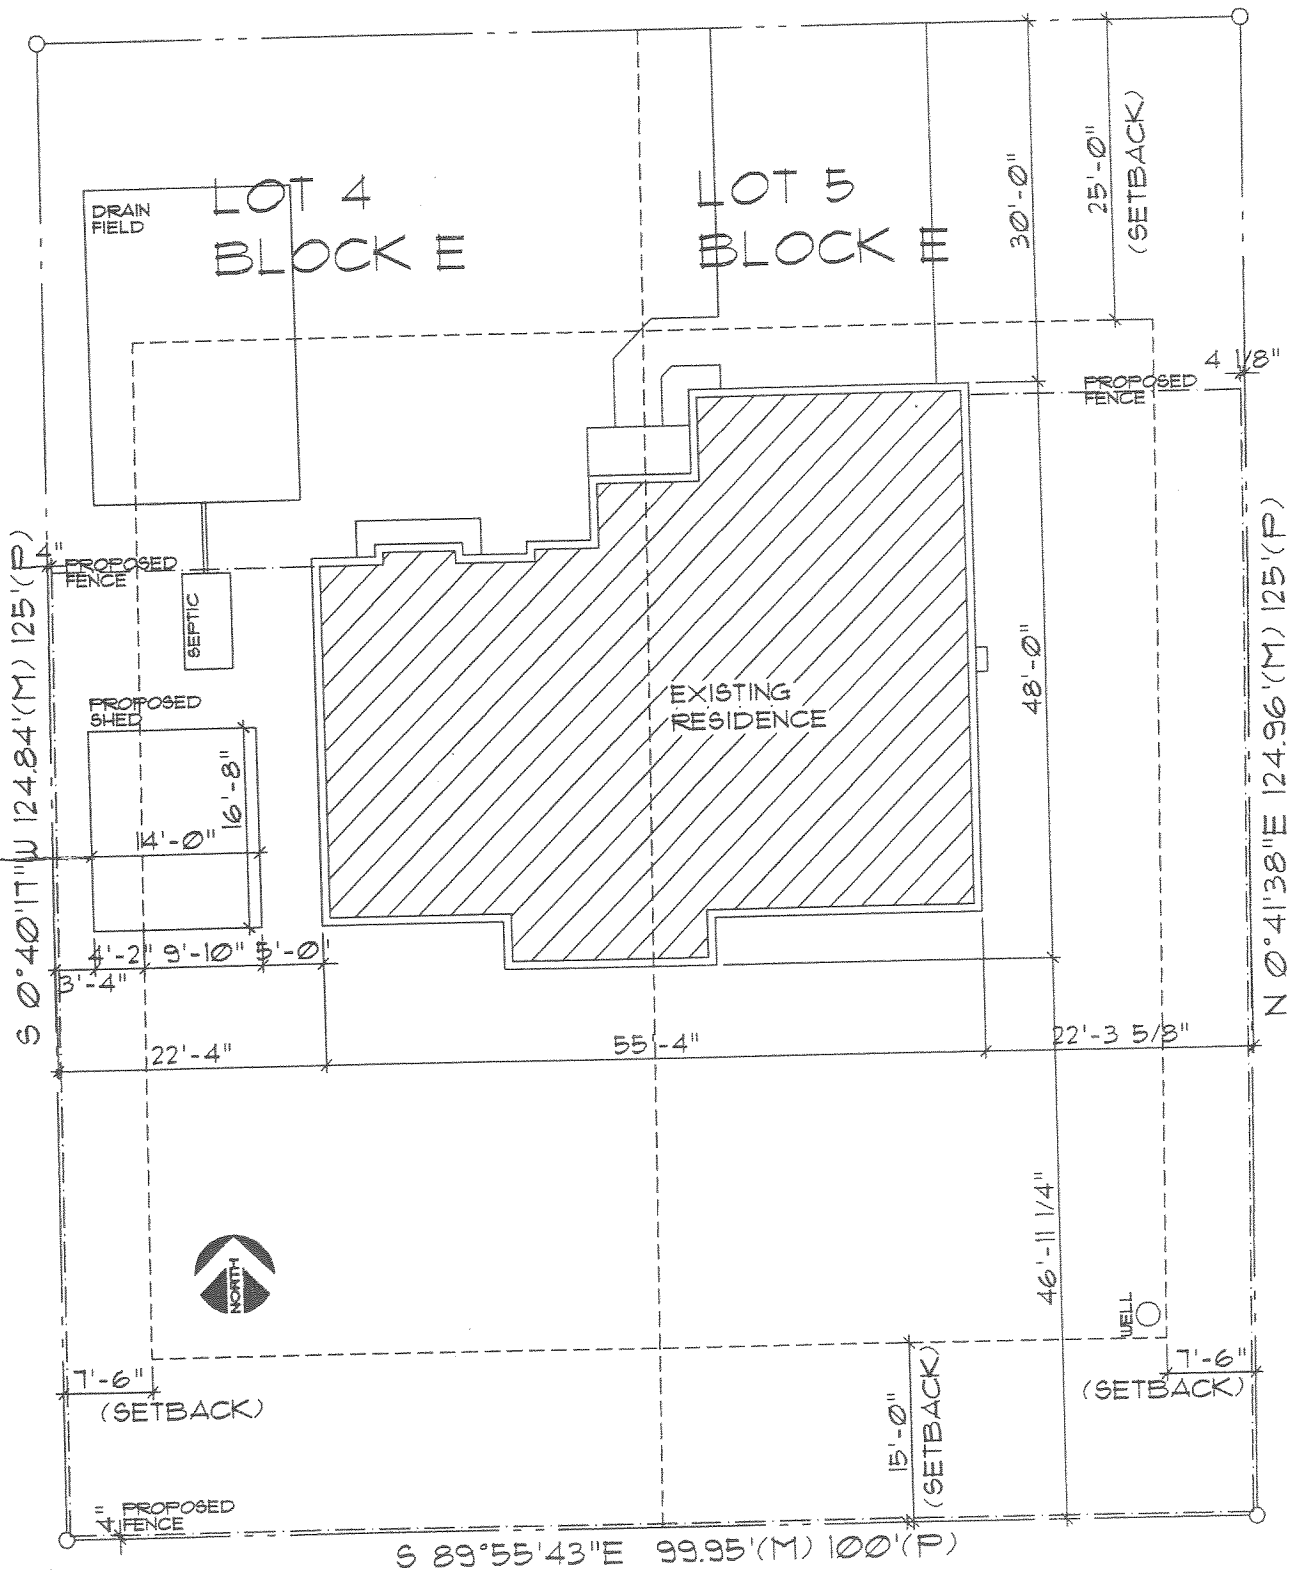 LOT 4
BLOCK E
LOT 5
BLOCK E
DRAIN
FIELD
30'-0"
25'-0"
(SETBACK)
4 1/8"
PROPOSED
FENCE
4"
PROPOSED
FENCE
SEPTIC
S 0°40'17"W 124.84'(M) 125'(P)
N 0°41'38"E 124.96'(M) 125'(P)
EXISTING
RESIDENCE
48'-0"
PROPOSED
SHED
16'-8"
14'-0"
4'-2" 9'-10" 5'-0"
3'-4"
22'-4"
55'-4"
22'-3 5/8"
46'-11 1/4"
NORTH
WELL
7'-6"
(SETBACK)
7'-6"
(SETBACK)
15'-0"
(SETBACK)
4"
PROPOSED
FENCE
S 89°55'43"E 99.95'(M) 100'(P)